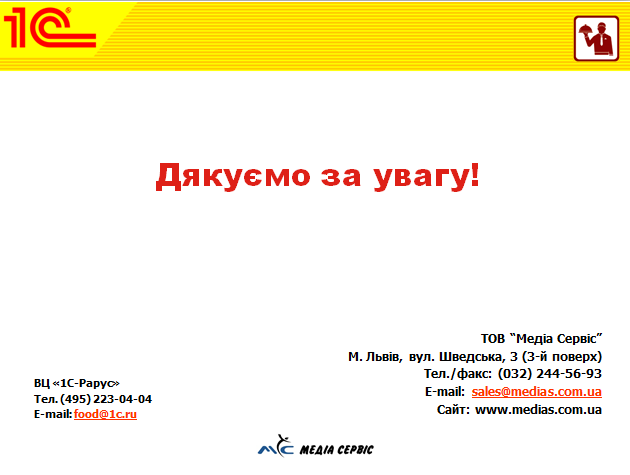 1С®
Дякуємо за увагу!
ТОВ “Медіа Сервіс”
М. Львів, вул. Шведська, 3 (3-й поверх)
Тел./факс: (032) 244-56-93
E-mail: sales@medias.com.ua
Сайт: www.medias.com.ua
ВЦ «1С-Рарус»
Тел. (495) 223-04-04
E-mail: food@1c.ru
МС МЕДІА СЕРВІС